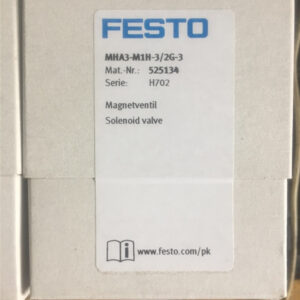 FESTO
MHA3-M1H-3/2G-3
Mat.-Nr.: 525134
Serie: H702
Magnetventil
Solenoid valve
www.festo.com/pk